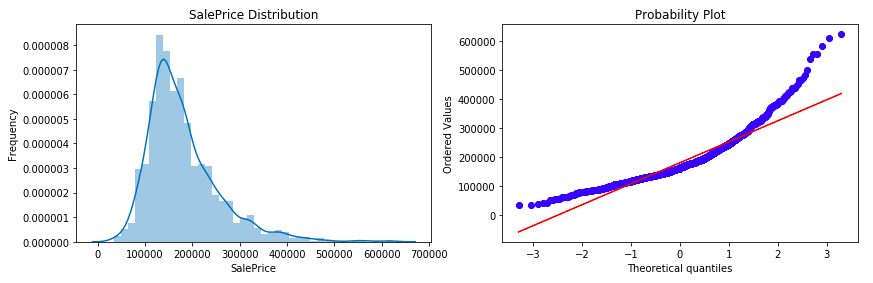 SalePrice Distribution
0.000008
0.000007
0.000006
0.000005
0.000004
0.000003
0.000002
0.000001
0.000000
Frequency
0 100000 200000 300000 400000 500000 600000 700000
SalePrice
Probability Plot
600000
500000
400000
300000
200000
100000
0
Ordered Values
−3 −2 −1 0 1 2 3
Theoretical quantiles